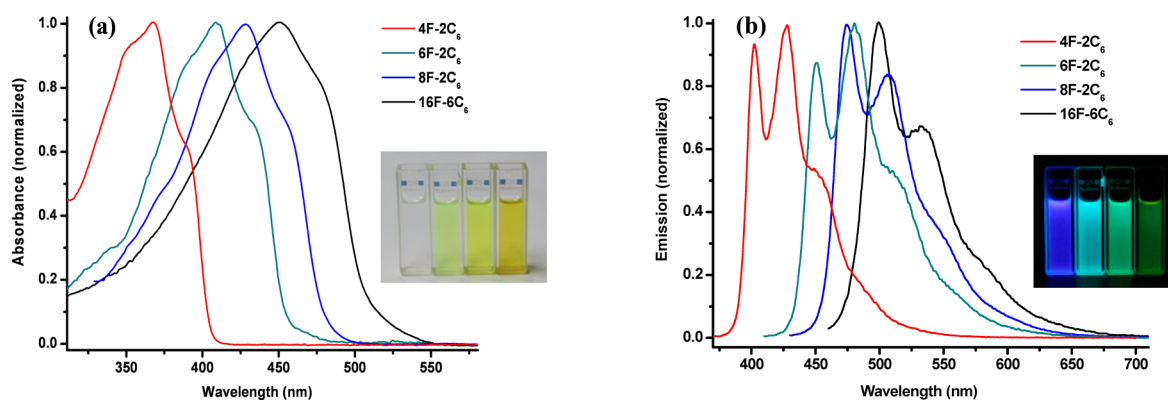 (a)
4F-2C6
6F-2C6
8F-2C6
16F-6C6
Absorbance (normalized)
1.0
0.8
0.6
0.4
0.2
0.0
350 400 450 500 550
Wavelength (nm)
(b)
4F-2C6
6F-2C6
8F-2C6
16F-6C6
Emission (normalized)
1.0
0.8
0.6
0.4
0.2
0.0
400 450 500 550 600 650 700
Wavelength (nm)